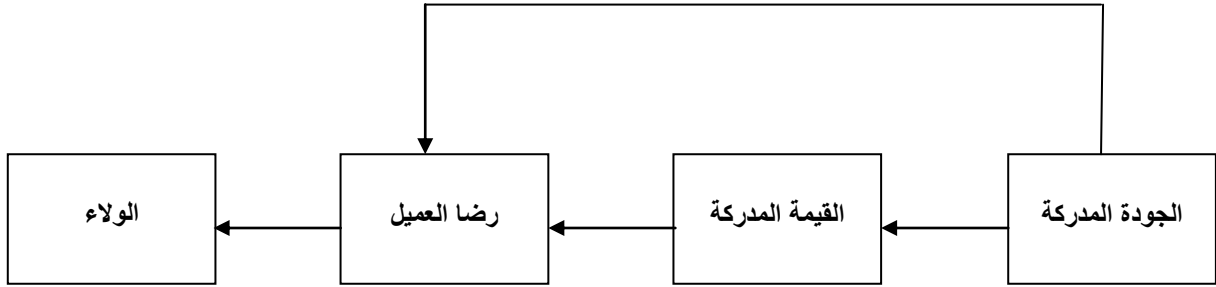 الجودة المدركة
القيمة المدركة
رضا العميل
الولاء